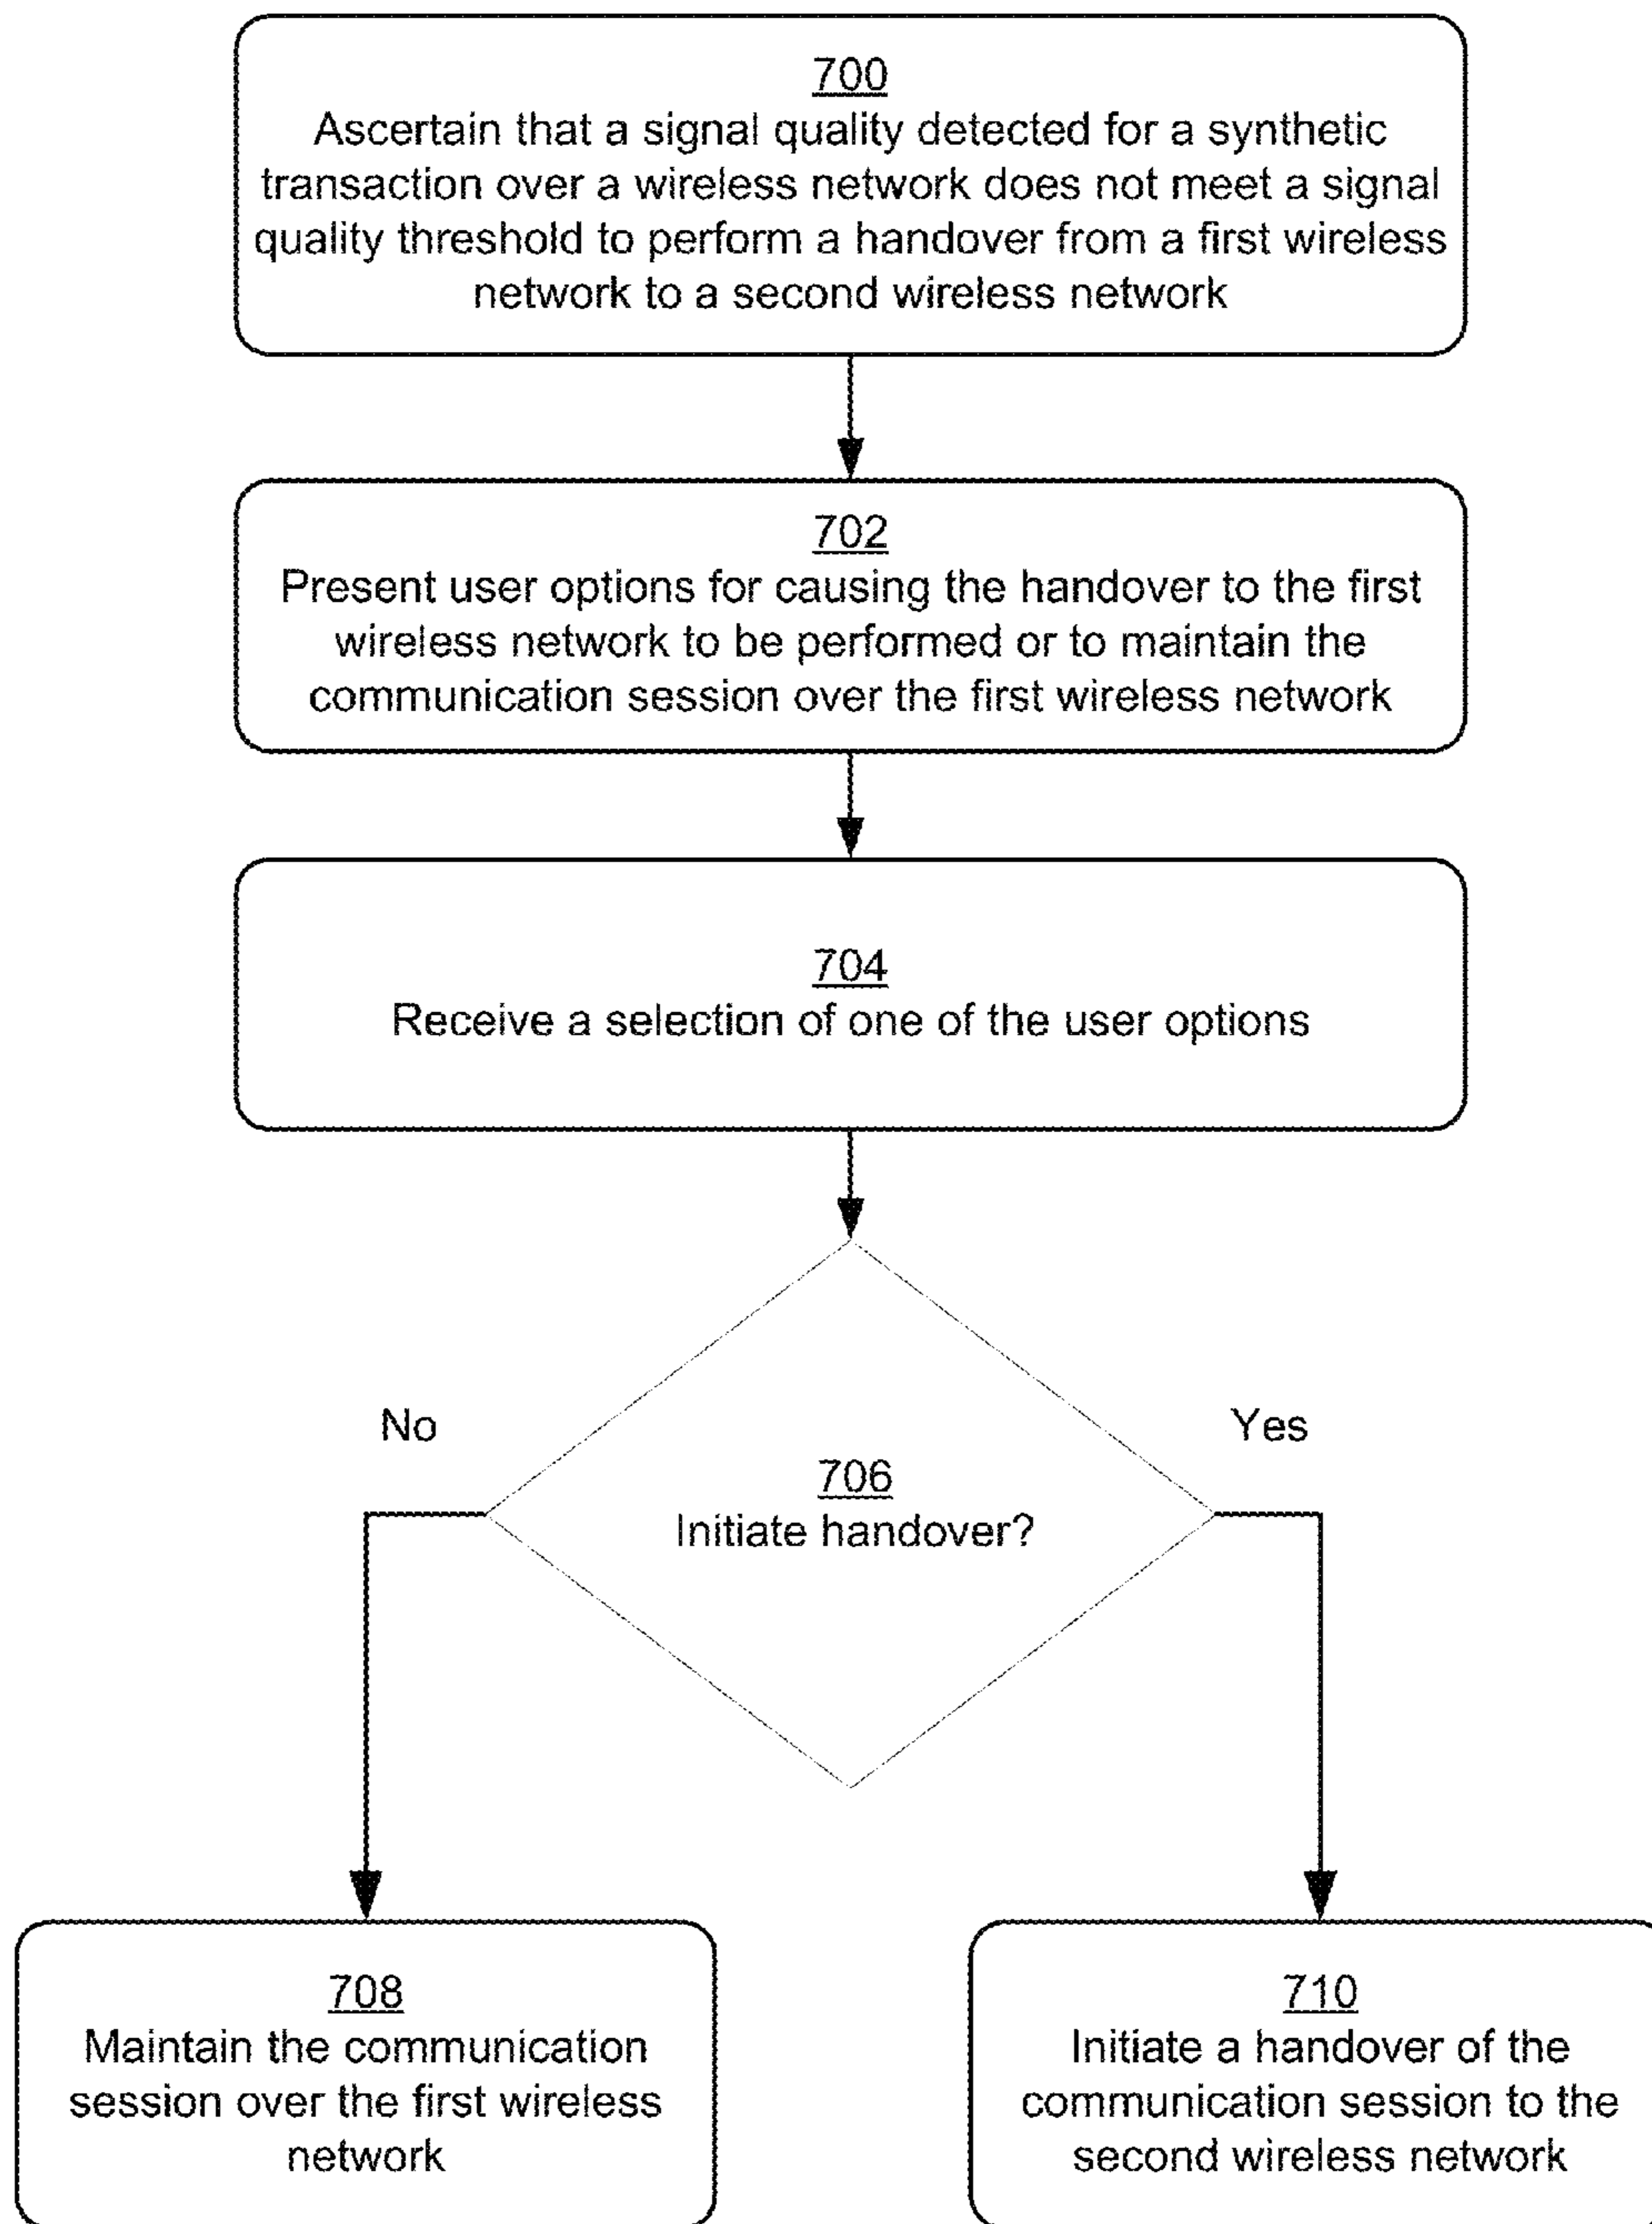 700
Ascertain that a signal quality detected for a synthetic
transaction over a wireless network does not meet a signal
quality threshold to perform a handover from a first wireless
network to a second wireless network
702
Present user options for causing the handover to the first
wireless network to be performed or to maintain the
communication session over the first wireless network
704
Receive a selection of one of the user options
No
Yes
706
Initiate handover?
708
Maintain the communication
session over the first wireless
network
710
Initiate a handover of the
communication session to the
second wireless network